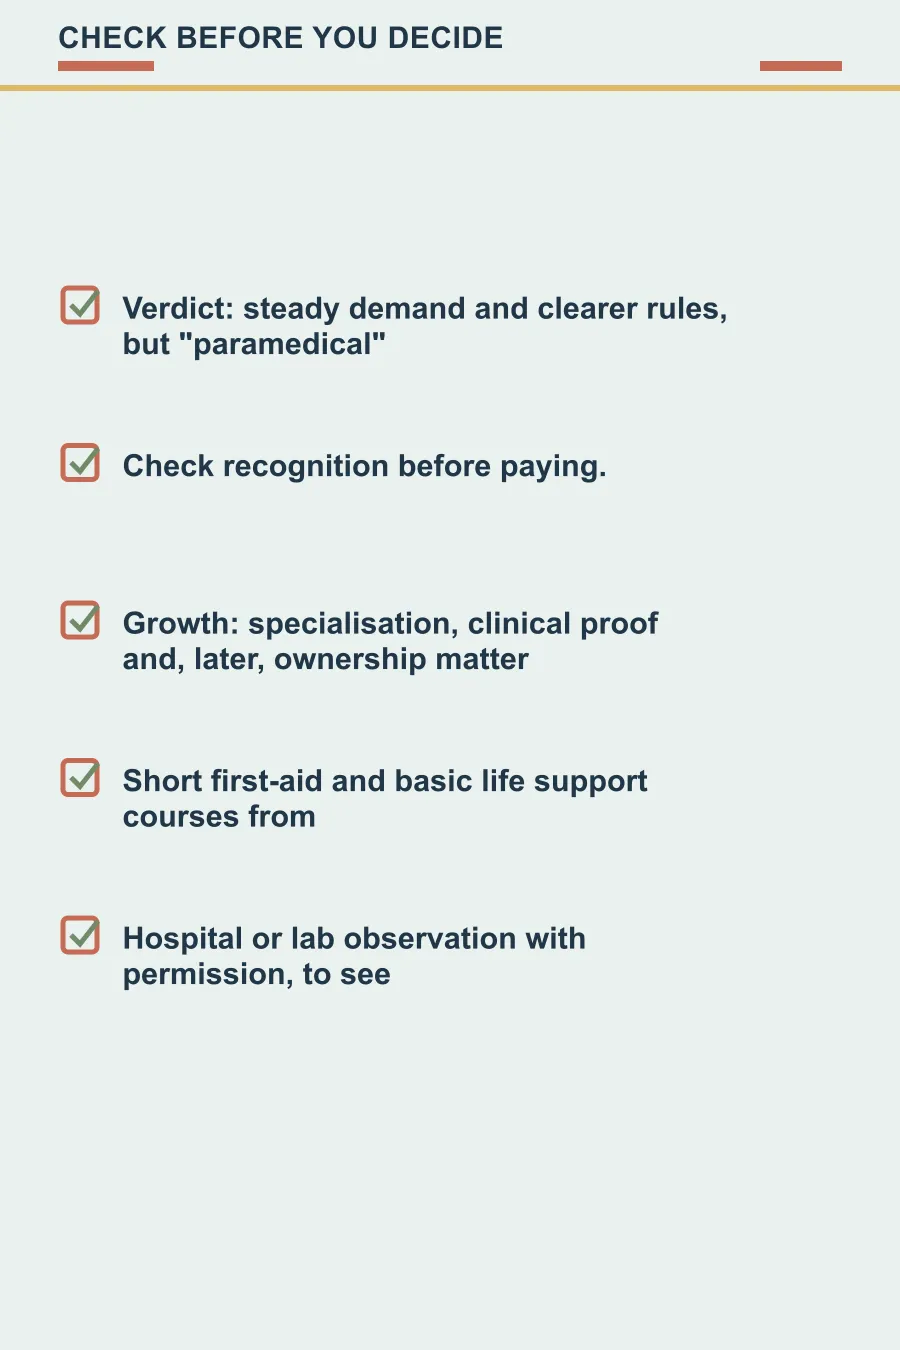 CHECK BEFORE YOU DECIDE
Verdict: steady demand and clearer rules,
but "paramedical"
Check recognition before paying.
Growth: specialisation, clinical proof
and, later, ownership matter
Short first-aid and basic life support
courses from
Hospital or lab observation with
permission, to see